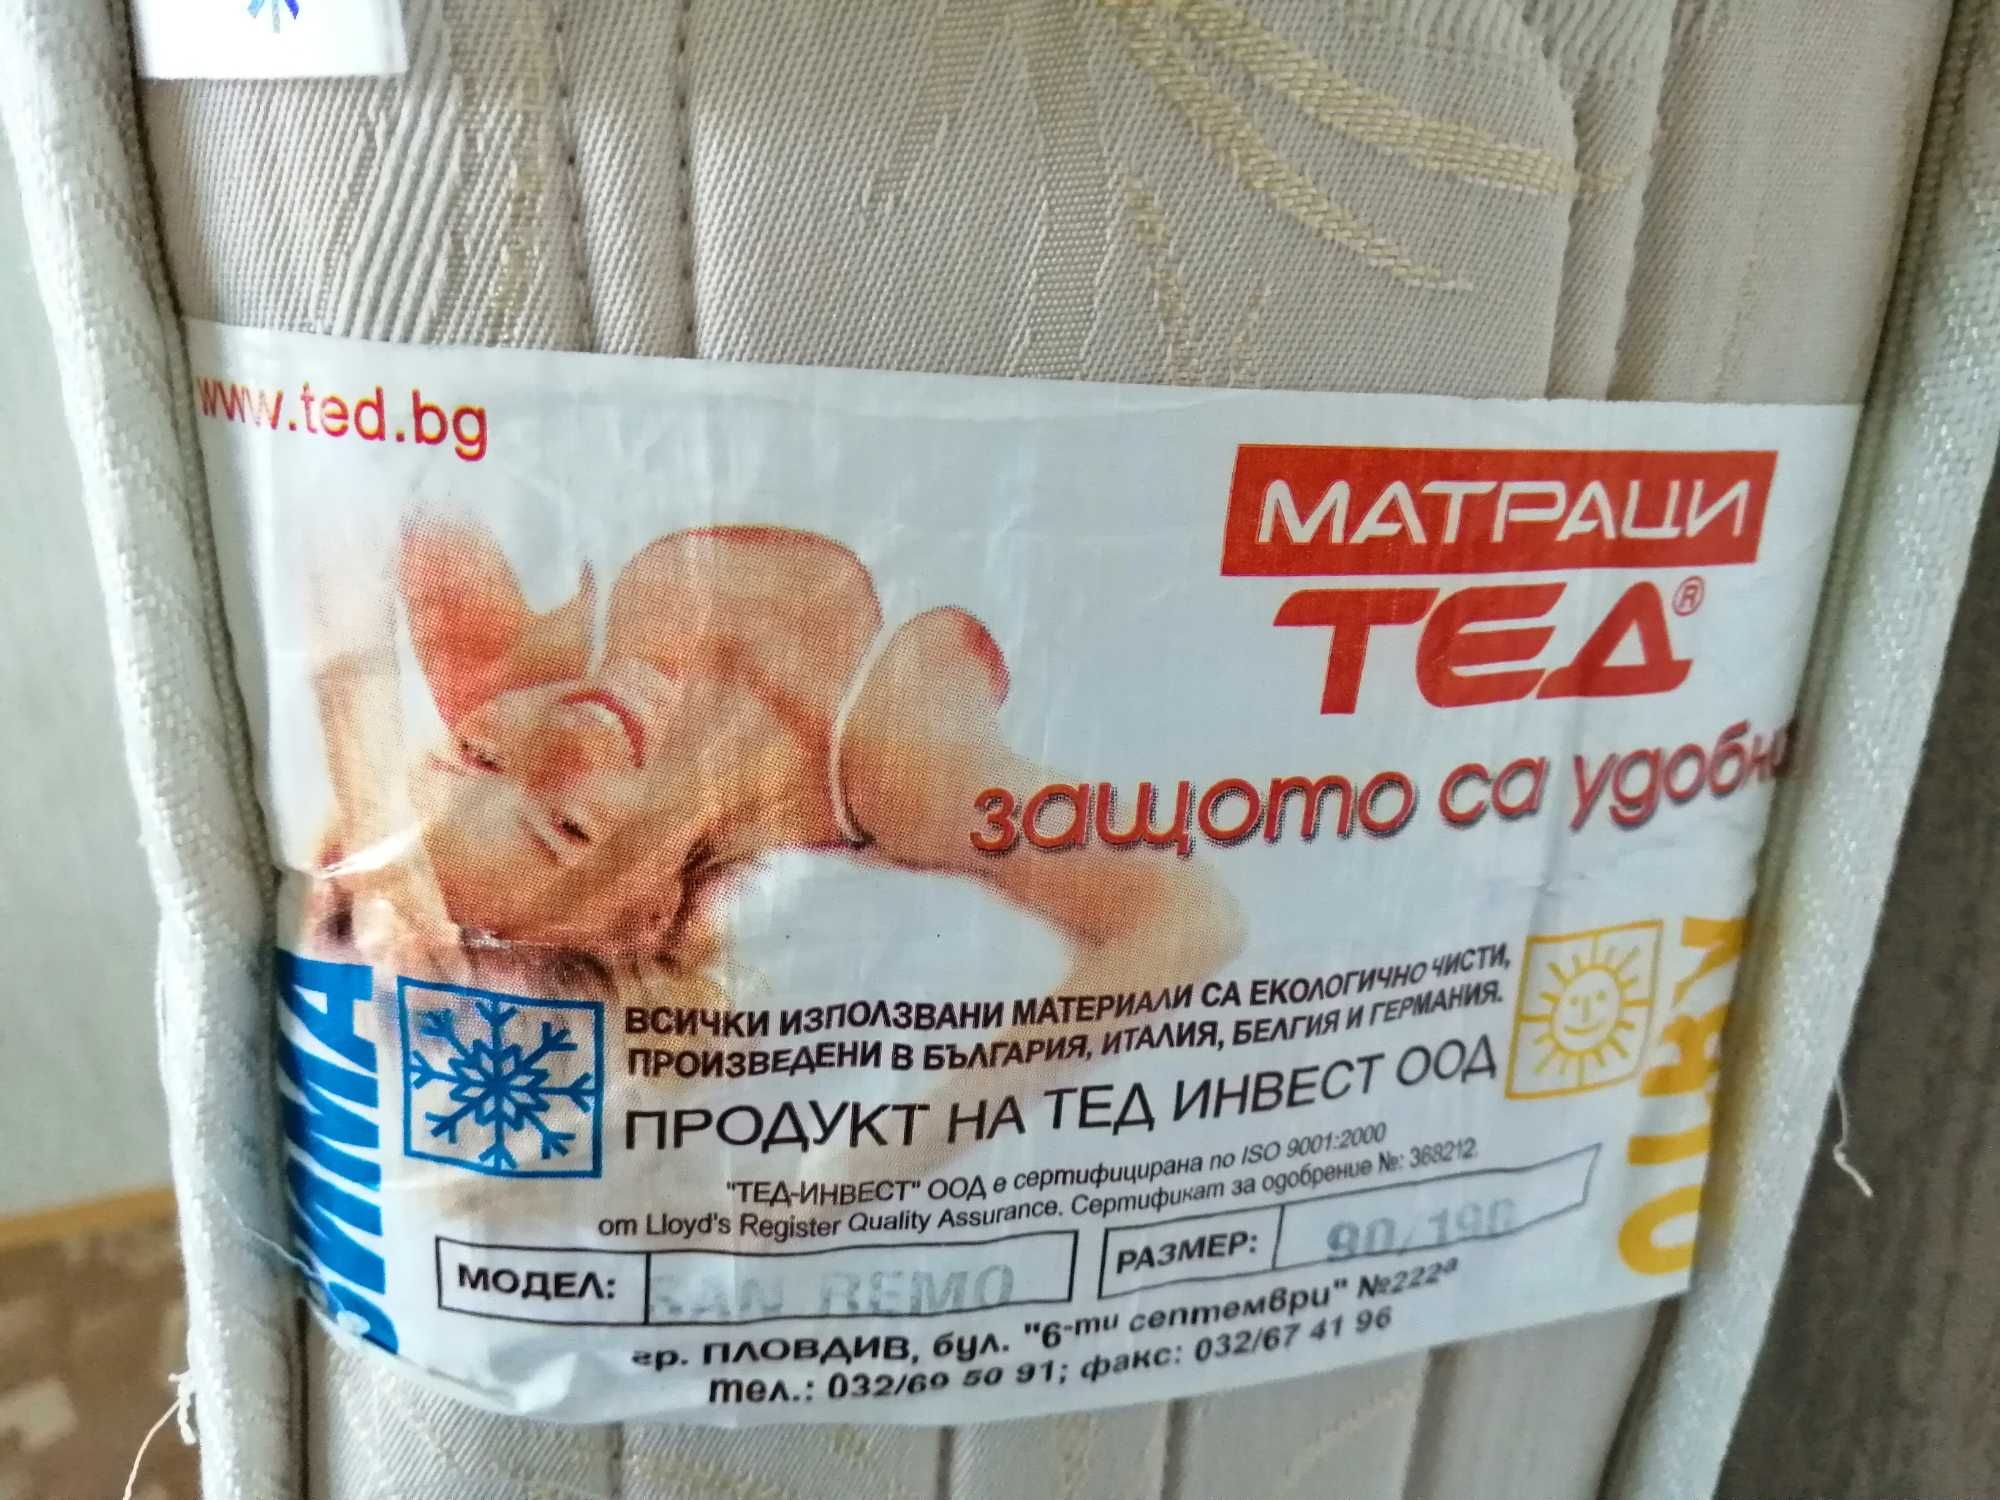 www.ted.bg
МАТРАЦИ
ТЕД®
защото са удобни
ЗИМА
ВСИЧКИ ИЗПОЛЗВАНИ МАТЕРИАЛИ СА ЕКОЛОГИЧНО ЧИСТИ,
ПРОИЗВЕДЕНИ В БЪЛГАРИЯ, ИТАЛИЯ, БЕЛГИЯ И ГЕРМАНИЯ.
ПРОДУКТ НА ТЕД ИНВЕСТ ООД
ЛЯТО
"ТЕД-ИНВЕСТ" ООД е сертифицирана по ISO 9001:2000
от Lloyd's Register Quality Assurance. Сертификат за одобрение №: 368212.
МОДЕЛ: SAN REMO
РАЗМЕР: 90/190
гр. ПЛОВДИВ, бул. "6-ти септември" №222а
тел.: 032/69 50 91; факс: 032/67 41 96